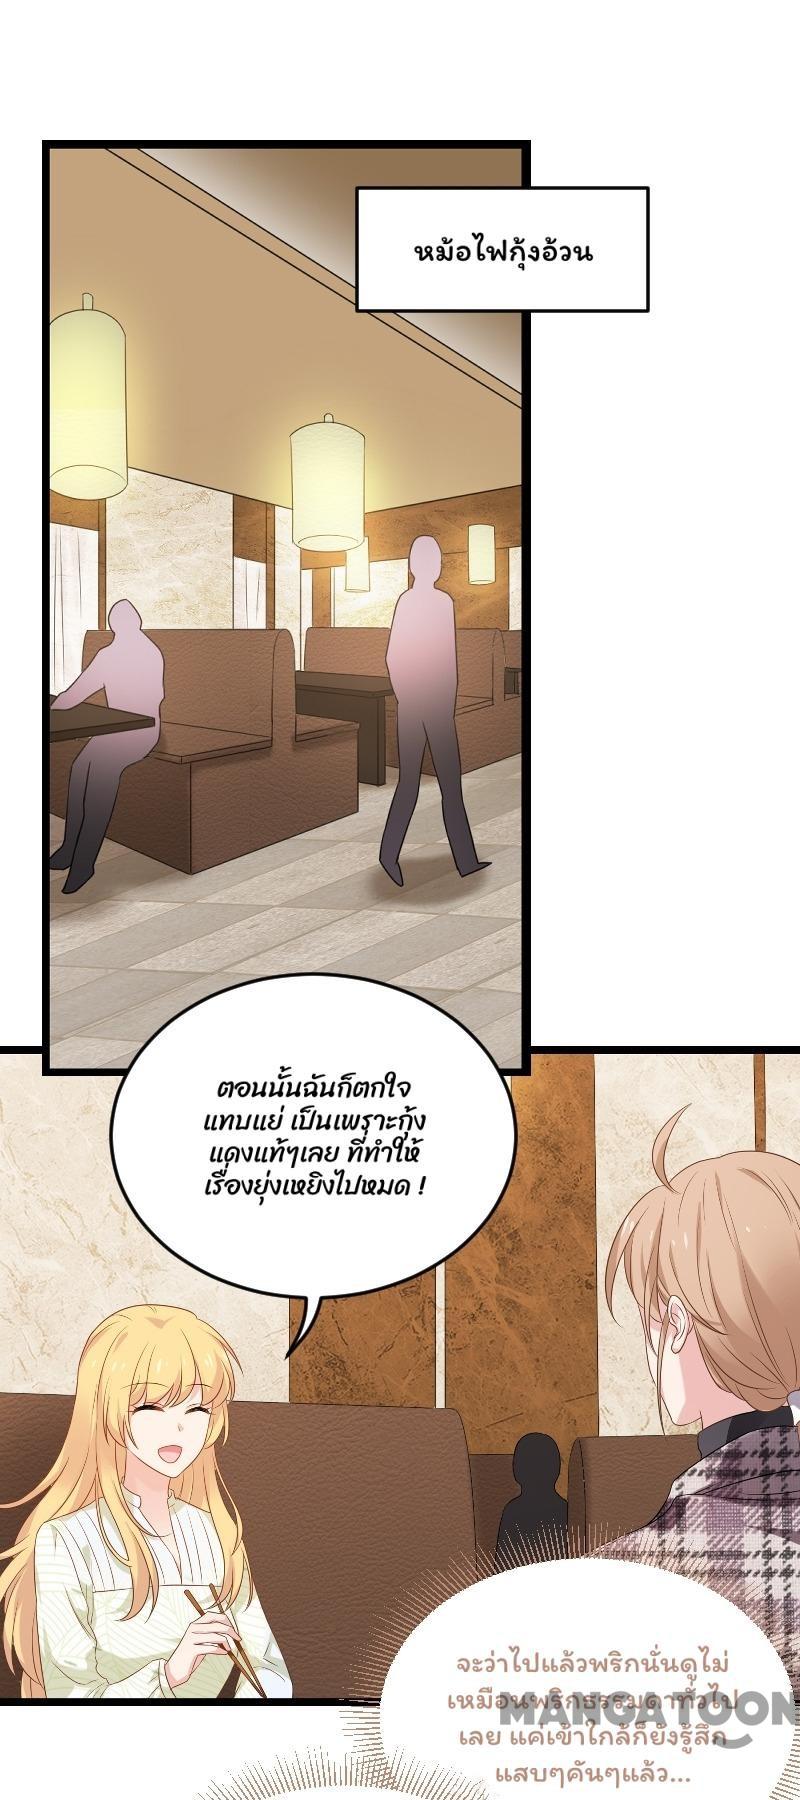 หม้อไฟกุ้งอ้วน
ตอนนั้นฉันก็ตกใจ
แทบแย่ เป็นเพราะกุ้ง
แดงแท้ๆเลย ที่ทำให้
เรื่องยุ่งเหยิงไปหมด !
จะว่าไปแล้วพริกนั่นดูไม่
เหมือนพริกธรรมดาทั่วไป
MANGATOON
เลย แค่เข้าใกล้ก็ยังรู้สึก
แสบๆคันๆแล้ว...